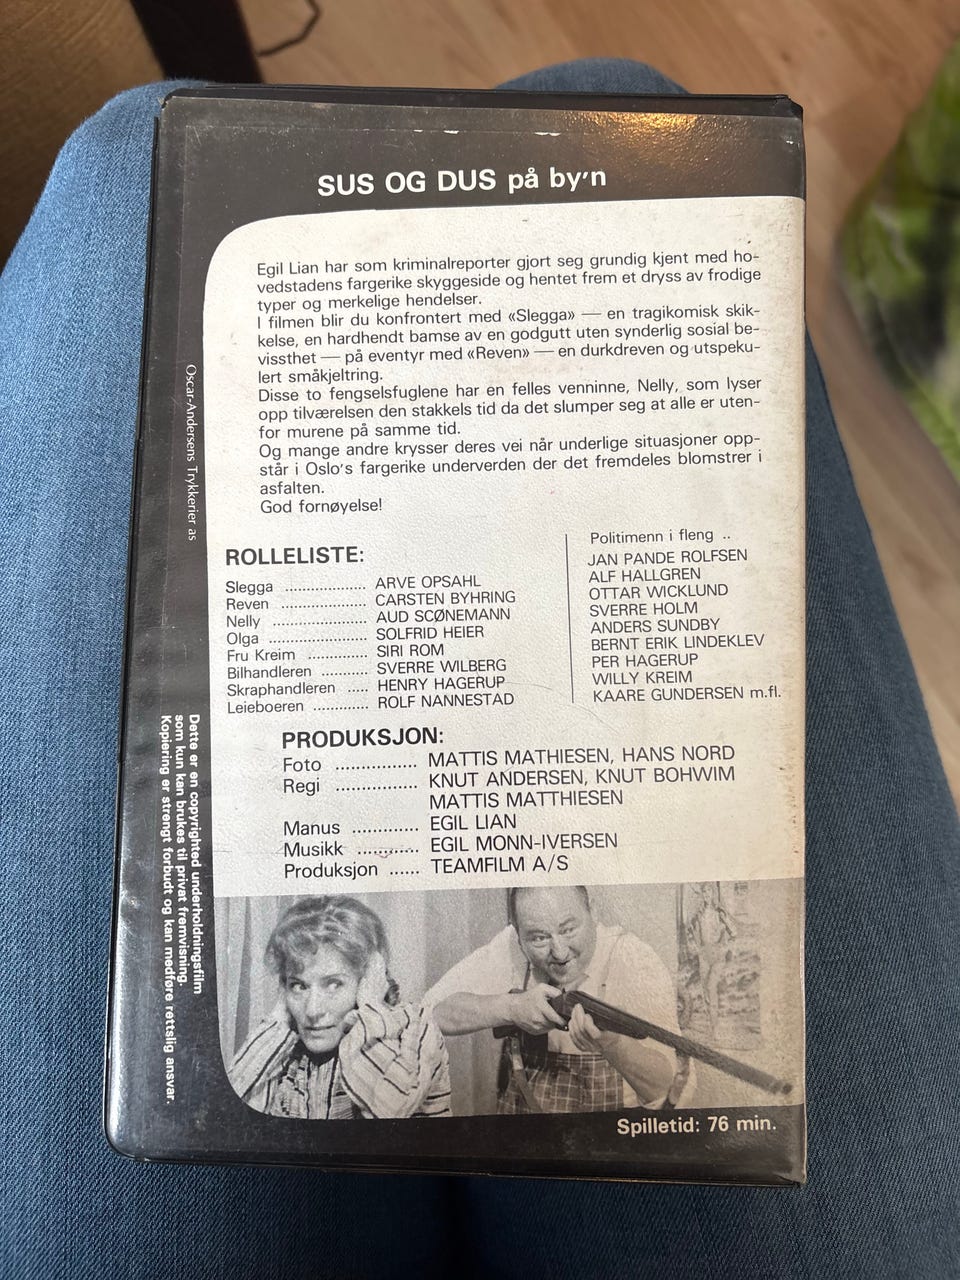 SUS OG DUS på by'n
Egil Lian har som kriminalreporter gjort seg grundig kjent med ho-
vedstadens fargerike skyggeside og hentet frem et dryss av frodige
typer og merkelige hendelser.
I filmen blir du konfrontert med «Slegga» — en tragikomisk skik-
kelse, en hardhendt bamse av en godgutt uten synderlig sosial be-
vissthet — på eventyr med «Reven» — en durkdreven og utspeku-
lert småkjeltring.
Disse to fengselsfuglene har en felles venninne, Nelly, som lyser
opp tilværelsen den stakkels tid da det slumper seg at alle er uten-
for murene på samme tid.
Og mange andre krysser deres vei når underlige situasjoner opp-
står i Oslo's fargerike underverden der det fremdeles blomstrer i
asfalten.
God fornøyelse!
ROLLELISTE:
Slegga .................... ARVE OPSAHL
Reven ..................... CARSTEN BYHRING
Nelly ....................... AUD SCØNEMANN
Olga ........................ SOLFRID HEIER
Fru Kreim ............... SIRI ROM
Bilhandleren ............ SVERRE WILBERG
Skraphandleren ..... HENRY HAGERUP
Leieboeren ............. ROLF NANNESTAD
Politimenn i fleng ..
JAN PANDE ROLFSEN
ALF HALLGREN
OTTAR WICKLUND
SVERRE HOLM
ANDERS SUNDBY
BERNT ERIK LINDEKLEV
PER HAGERUP
WILLY KREIM
KAARE GUNDERSEN m.fl.
PRODUKSJON:
Foto ............... MATTIS MATHIESEN, HANS NORD
Regi ............... KNUT ANDERSEN, KNUT BOHWIM
MATTIS MATTHIESEN
Manus ............ EGIL LIAN
Musikk ........... EGIL MONN-IVERSEN
Produksjon ...... TEAMFILM A/S
Spilletid: 76 min.
Oscar-Andersens Trykkerier as
Dette er en copyrighted underholdningsfilm
som kun kan brukes til privat fremvisning.
Kopiering er strengt forbudt og kan medføre rettslig ansvar.